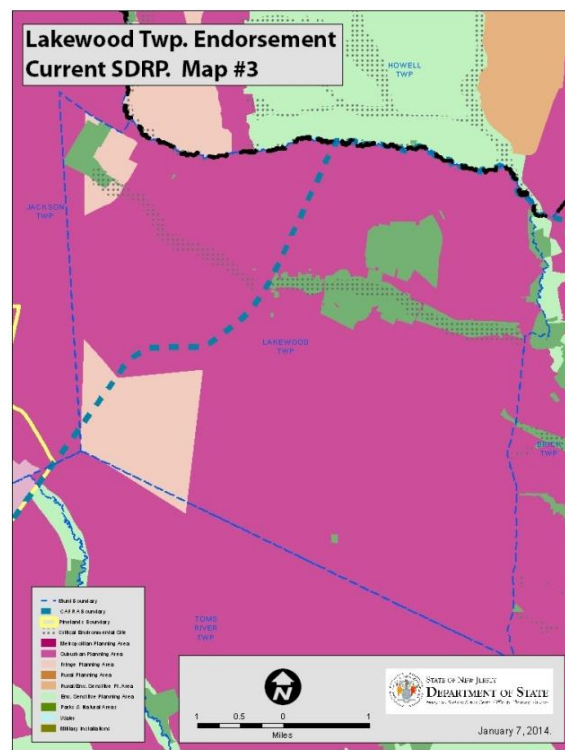 Lakewood Twp. Endorsement
Current SDRP. Map #3
HOWELL
TWP
JACKSON
TWP
LAKEWOOD
TWP
BRICK
TWP
TOMS
RIVER
TWP
Muni Boundary
CAFRA Boundary
Pinelands Boundary
Critical Environmental Site
Metropolitan Planning Area
Suburban Planning Area
Fringe Planning Area
Rural Planning Area
Rural/Env. Sensitive Pl. Area
Env. Sensitive Planning Area
Parks & Natural Areas
Water
Military Installations
N
1 0.5 0 1
Miles
STATE OF NEW JERSEY
DEPARTMENT OF STATE
January 7, 2014.